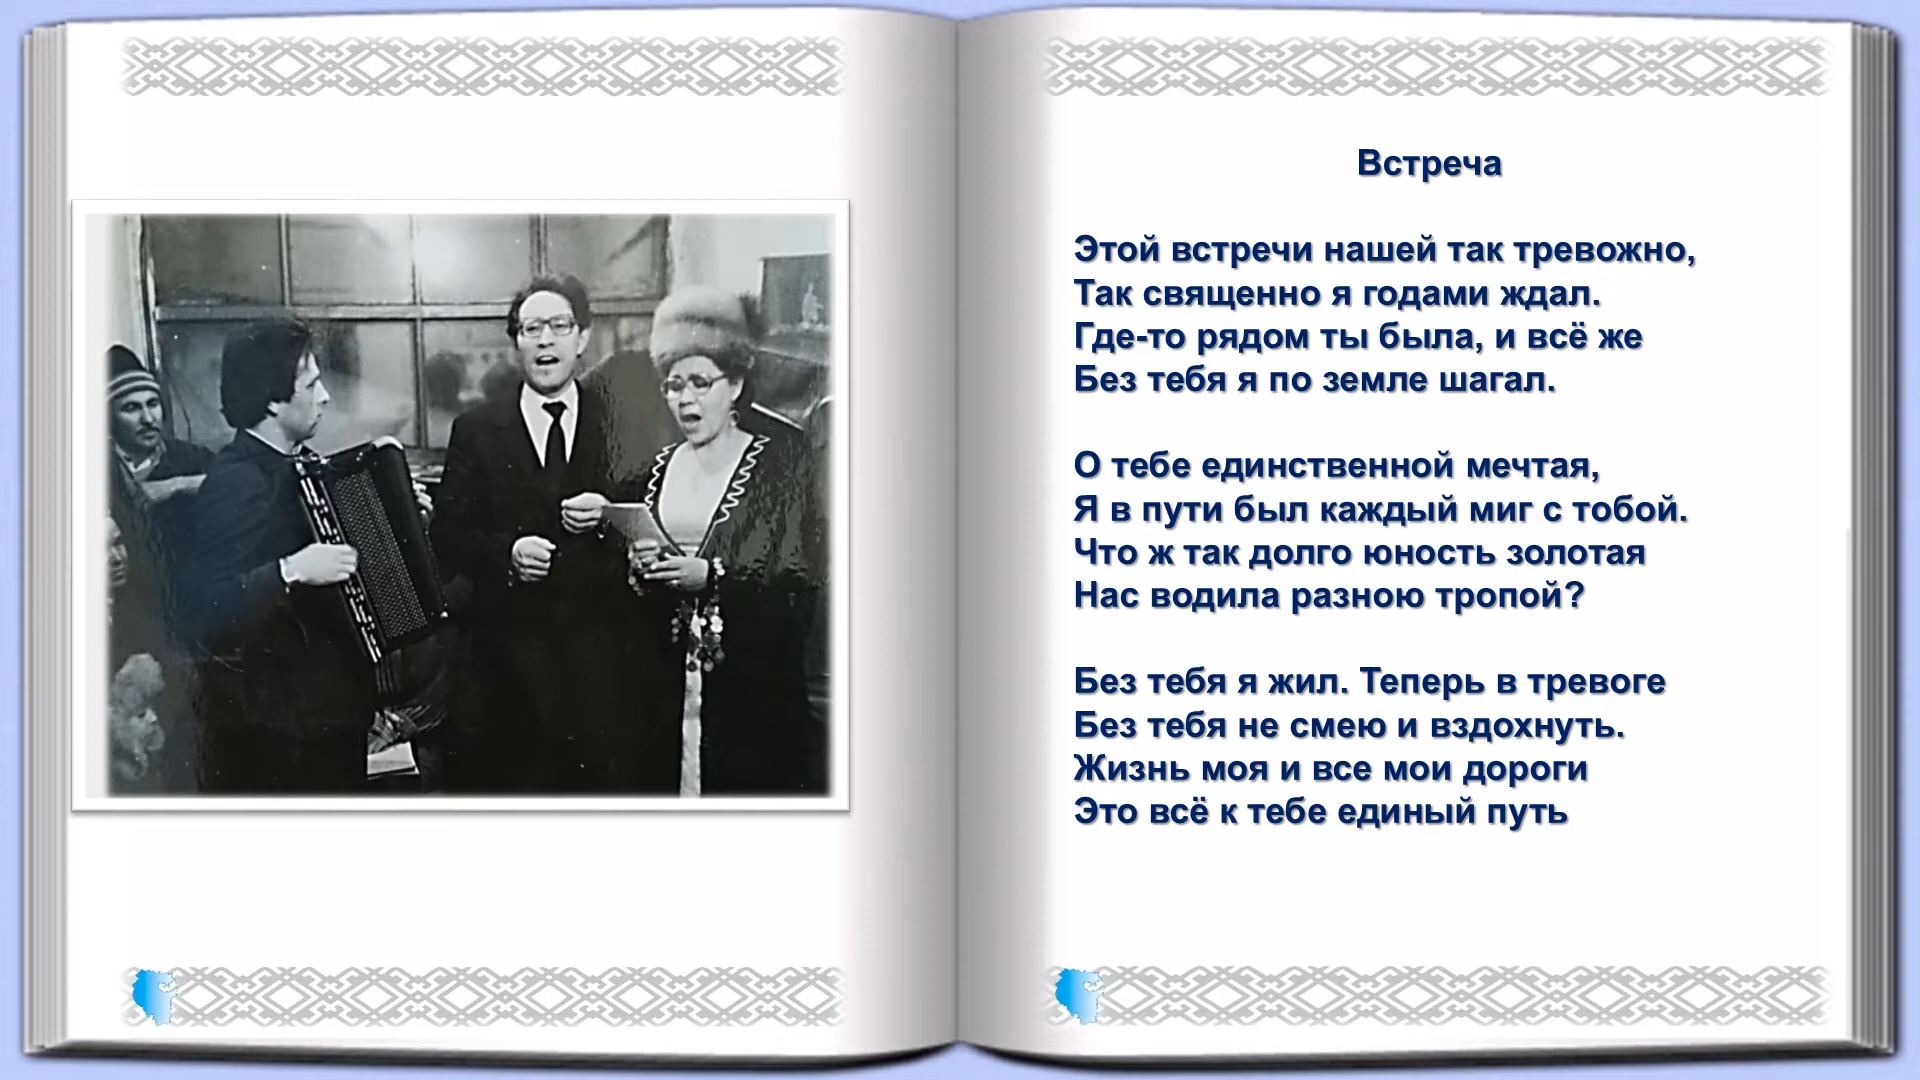 Встреча
Этой встречи нашей так тревожно,
Так священно я годами ждал.
Где-то рядом ты была, и всё же
Без тебя я по земле шагал.
О тебе единственной мечтая,
Я в пути был каждый миг с тобой.
Что ж так долго юность золотая
Нас водила разною тропой?
Без тебя я жил. Теперь в тревоге
Без тебя не смею и вздохнуть.
Жизнь моя и все мои дороги
Это всё к тебе единый путь